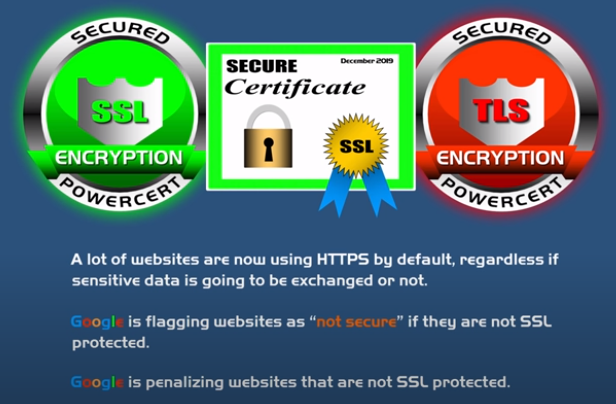 SECURED
SSL
ENCRYPTION
POWERCERT
SECURE
December 2019
Certificate
SSL
SECURED
TLS
ENCRYPTION
POWERCERT
A lot of websites are now using HTTPS by default, regardless if
sensitive data is going to be exchanged or not.
Google is flagging websites as “not secure” if they are not SSL
protected.
Google is penalizing websites that are not SSL protected.